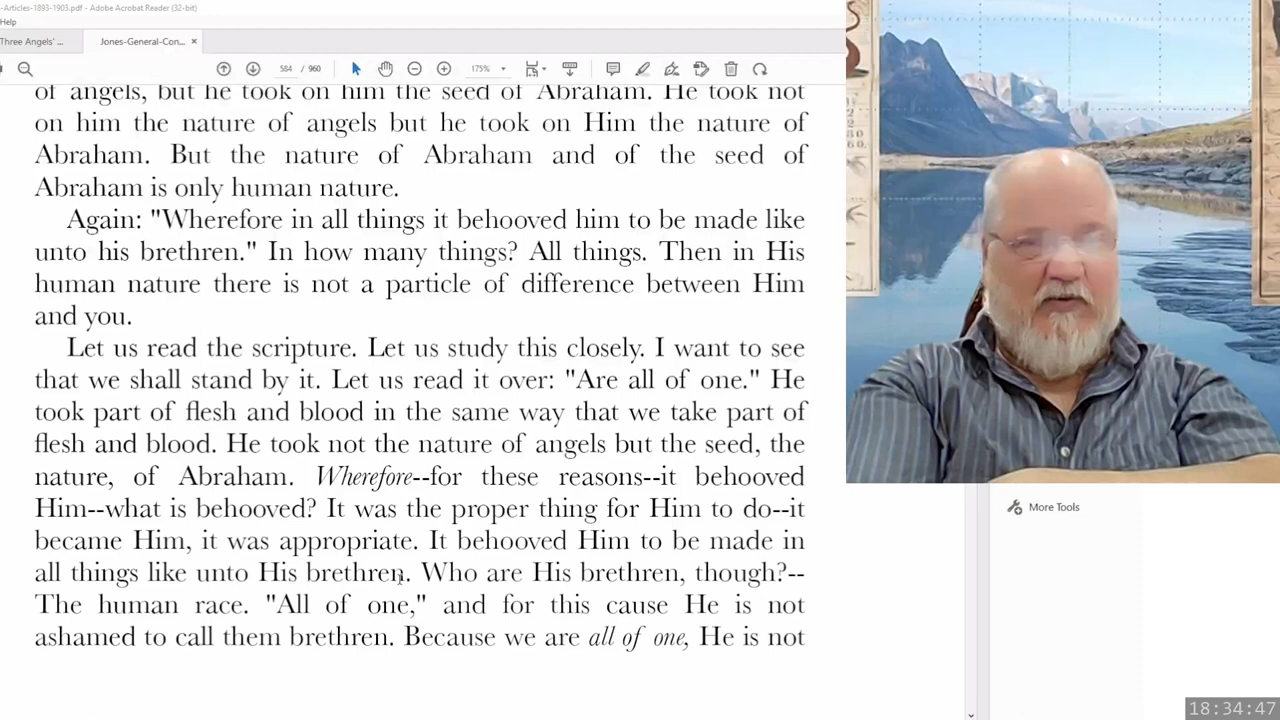 -Articles-1893-1903.pdf - Adobe Acrobat Reader (32-bit)
Help
Three Angels' ...
Jones-General-Con... ×
584 / 960
175%
of angels, but he took on him the seed of Abraham. He took not
on him the nature of angels but he took on Him the nature of
Abraham. But the nature of Abraham and of the seed of
Abraham is only human nature.
Again: "Wherefore in all things it behooved him to be made like
unto his brethren." In how many things? All things. Then in His
human nature there is not a particle of difference between Him
and you.
Let us read the scripture. Let us study this closely. I want to see
that we shall stand by it. Let us read it over: "Are all of one." He
took part of flesh and blood in the same way that we take part of
flesh and blood. He took not the nature of angels but the seed, the
nature, of Abraham. Wherefore--for these reasons--it behooved
Him--what is behooved? It was the proper thing for Him to do--it
became Him, it was appropriate. It behooved Him to be made in
all things like unto His brethren. Who are His brethren, though?--
The human race. "All of one," and for this cause He is not
ashamed to call them brethren. Because we are all of one, He is not
More Tools
18:34:47